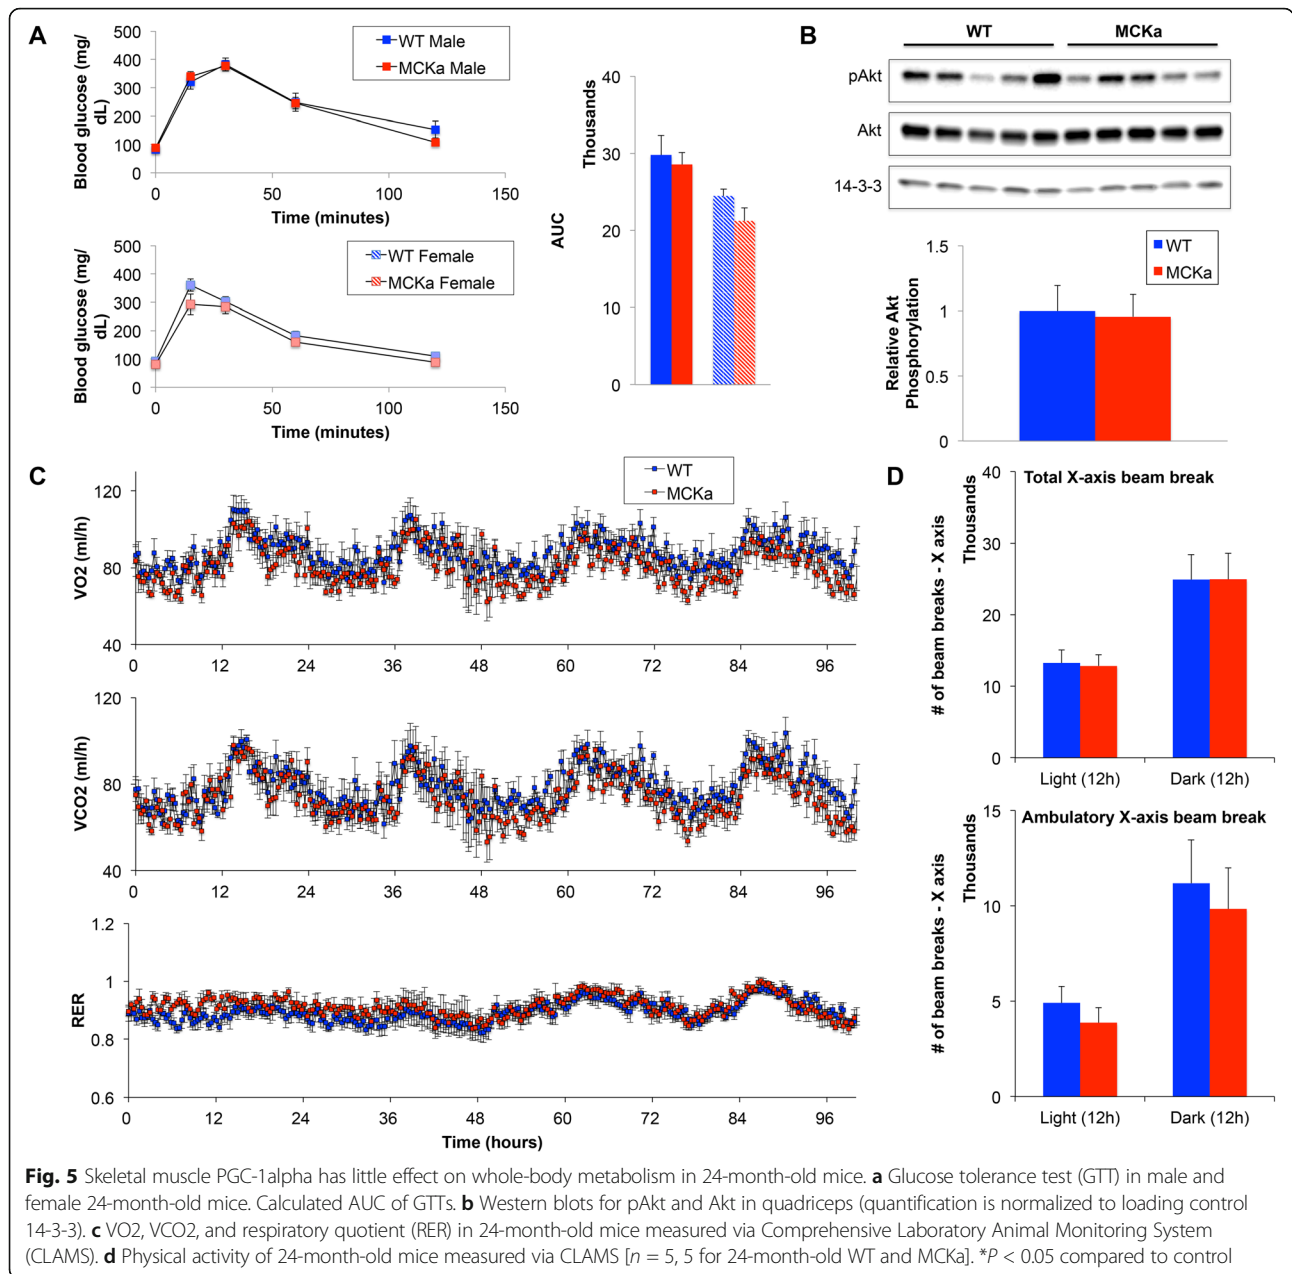 A
Blood glucose (mg/
dL)
500
400
300
200
100
0
0
50
100
150
Time (minutes)
WT Male
MCKa Male
Blood glucose (mg/
dL)
500
400
300
200
100
0
0
50
100
150
Time (minutes)
WT Female
MCKa Female
AUC
Thousands
40
30
20
10
0
B
WT
MCKa
pAkt
Akt
14-3-3
Relative Akt
Phosphorylation
1.5
1
0.5
0
WT
MCKa
C
WT
MCKa
VO2 (ml/h)
120
80
40
0
12
24
36
48
60
72
84
96
VCO2 (ml/h)
120
80
40
0
12
24
36
48
60
72
84
96
RER
1.2
1
0.8
0.6
0
12
24
36
48
60
72
84
96
Time (hours)
D
Total X-axis beam break
# of beam breaks - X axis
Thousands
40
30
20
10
0
Light (12h)
Dark (12h)
Ambulatory X-axis beam break
# of beam breaks - X axis
Thousands
15
10
5
0
Light (12h)
Dark (12h)
Fig. 5 Skeletal muscle PGC-1alpha has little effect on whole-body metabolism in 24-month-old mice. a Glucose tolerance test (GTT) in male and
female 24-month-old mice. Calculated AUC of GTTs. b Western blots for pAkt and Akt in quadriceps (quantification is normalized to loading control
14-3-3). c VO2, VCO2, and respiratory quotient (RER) in 24-month-old mice measured via Comprehensive Laboratory Animal Monitoring System
(CLAMS). d Physical activity of 24-month-old mice measured via CLAMS [n = 5, 5 for 24-month-old WT and MCKa]. *P < 0.05 compared to control